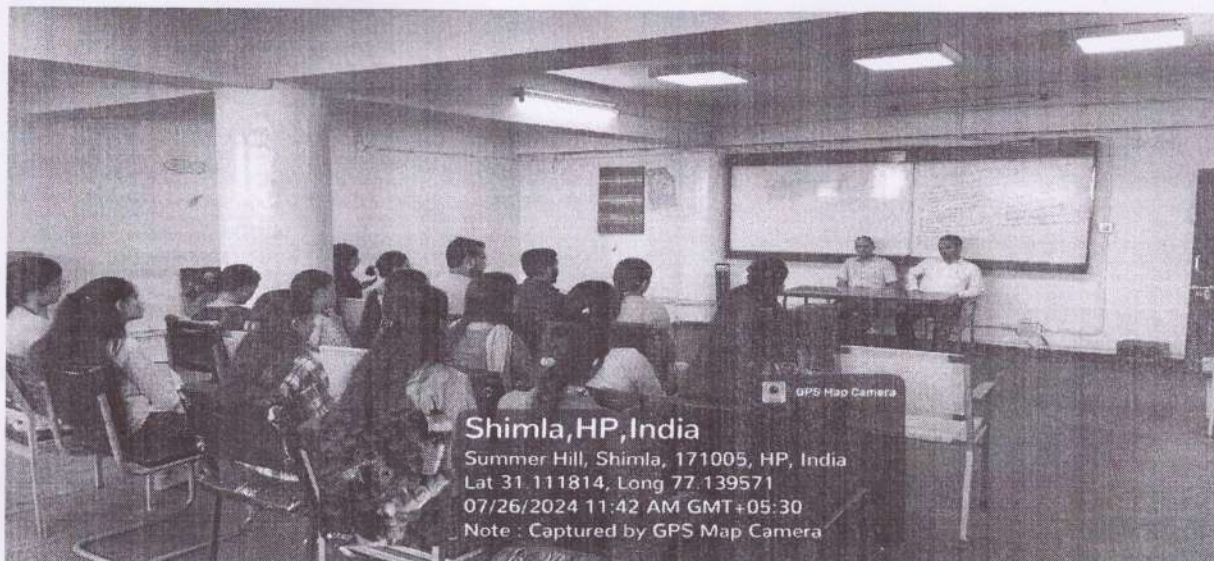 GPS Map Camera
Shimla,HP,India
Summer Hill, Shimla, 171005, HP, India
Lat 31.111814, Long 77.139571
07/26/2024 11:42 AM GMT+05:30
Note : Captured by GPS Map Camera